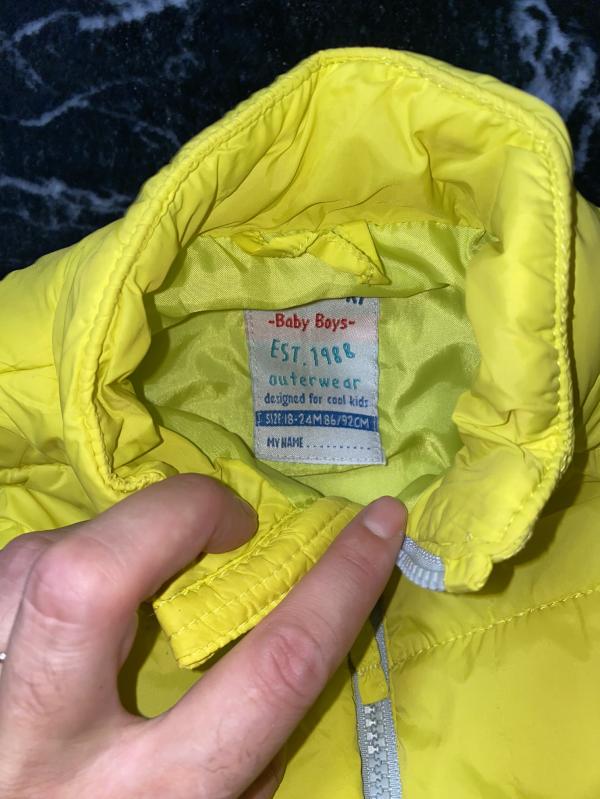 -Baby Boys-
EST. 1988
outerwear
designed for cool kids
SIZE:18-24M 86/92CM
MY NAME ..........